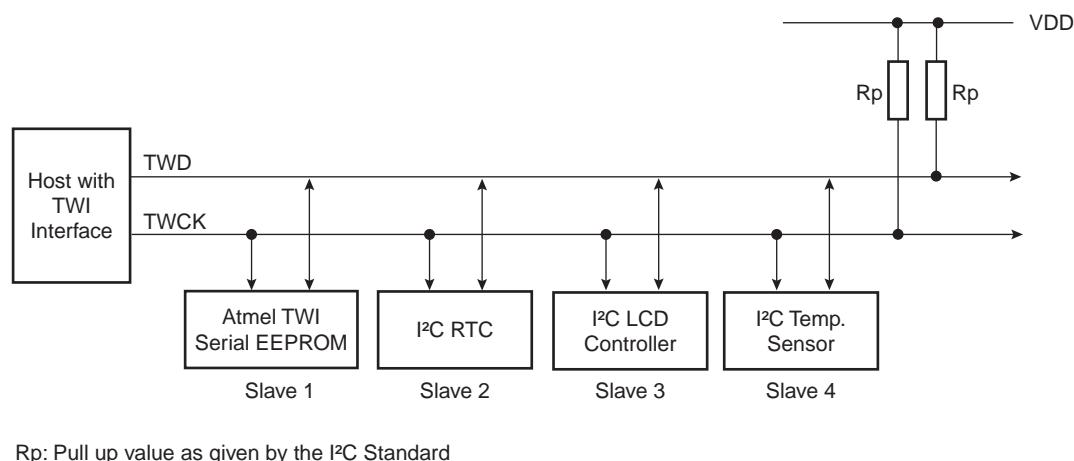 VDD
Rp
Rp
Host with
TWI
Interface
TWD
TWCK
Atmel TWI
Serial EEPROM
I²C RTC
I²C LCD
Controller
I²C Temp.
Sensor
Slave 1
Slave 2
Slave 3
Slave 4
Rp: Pull up value as given by the I²C Standard